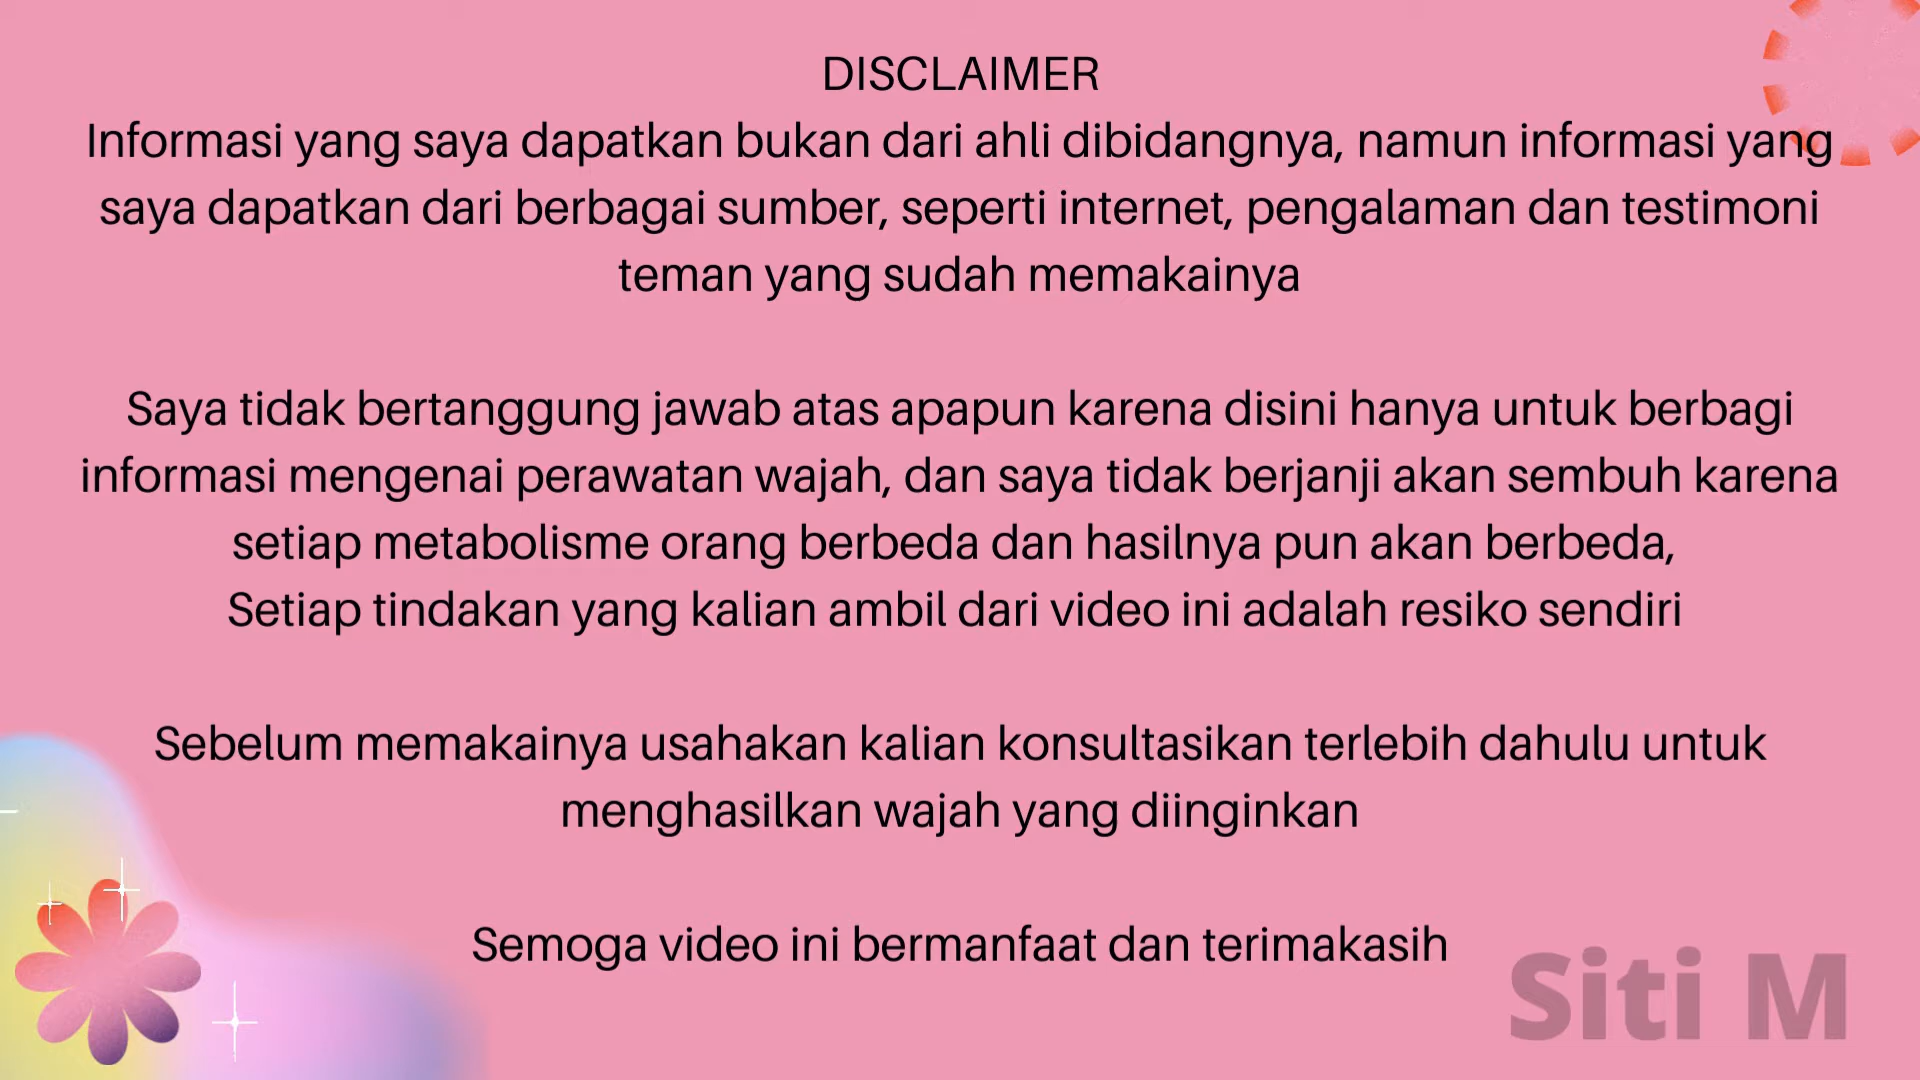 DISCLAIMER
Informasi yang saya dapatkan bukan dari ahli dibidangnya, namun informasi yang
saya dapatkan dari berbagai sumber, seperti internet, pengalaman dan testimoni
teman yang sudah memakainya
Saya tidak bertanggung jawab atas apapun karena disini hanya untuk berbagi
informasi mengenai perawatan wajah, dan saya tidak berjanji akan sembuh karena
setiap metabolisme orang berbeda dan hasilnya pun akan berbeda,
Setiap tindakan yang kalian ambil dari video ini adalah resiko sendiri
Sebelum memakainya usahakan kalian konsultasikan terlebih dahulu untuk
menghasilkan wajah yang diinginkan
Semoga video ini bermanfaat dan terimakasih
Siti M